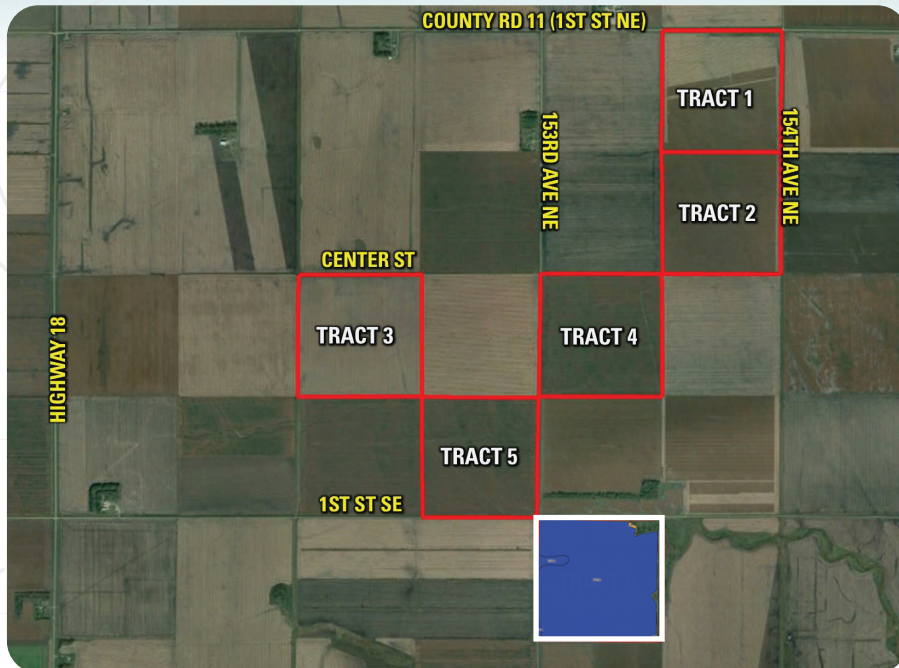 COUNTY RD 11 (1ST ST NE)
TRACT 1
153RD AVE NE
154TH AVE NE
TRACT 2
CENTER ST
HIGHWAY 18
TRACT 3
TRACT 4
TRACT 5
1ST ST SE